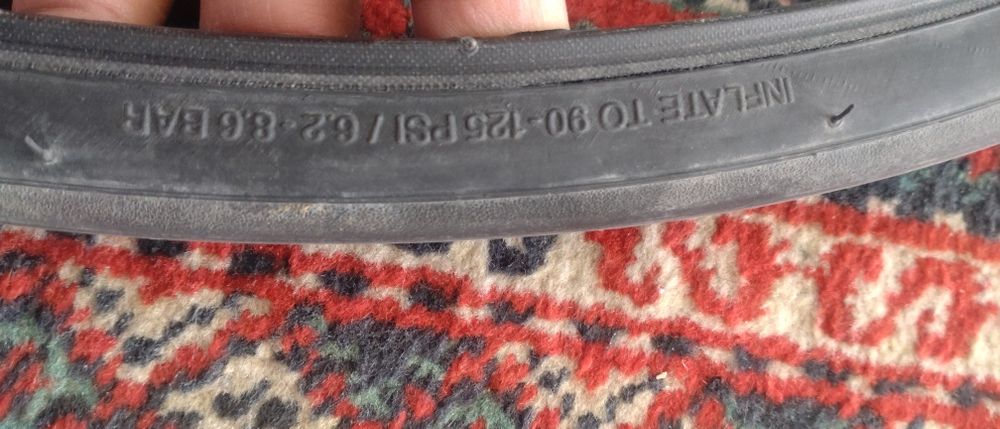 INFLATE TO 90-125 PSI / 6.2-8.6 BAR